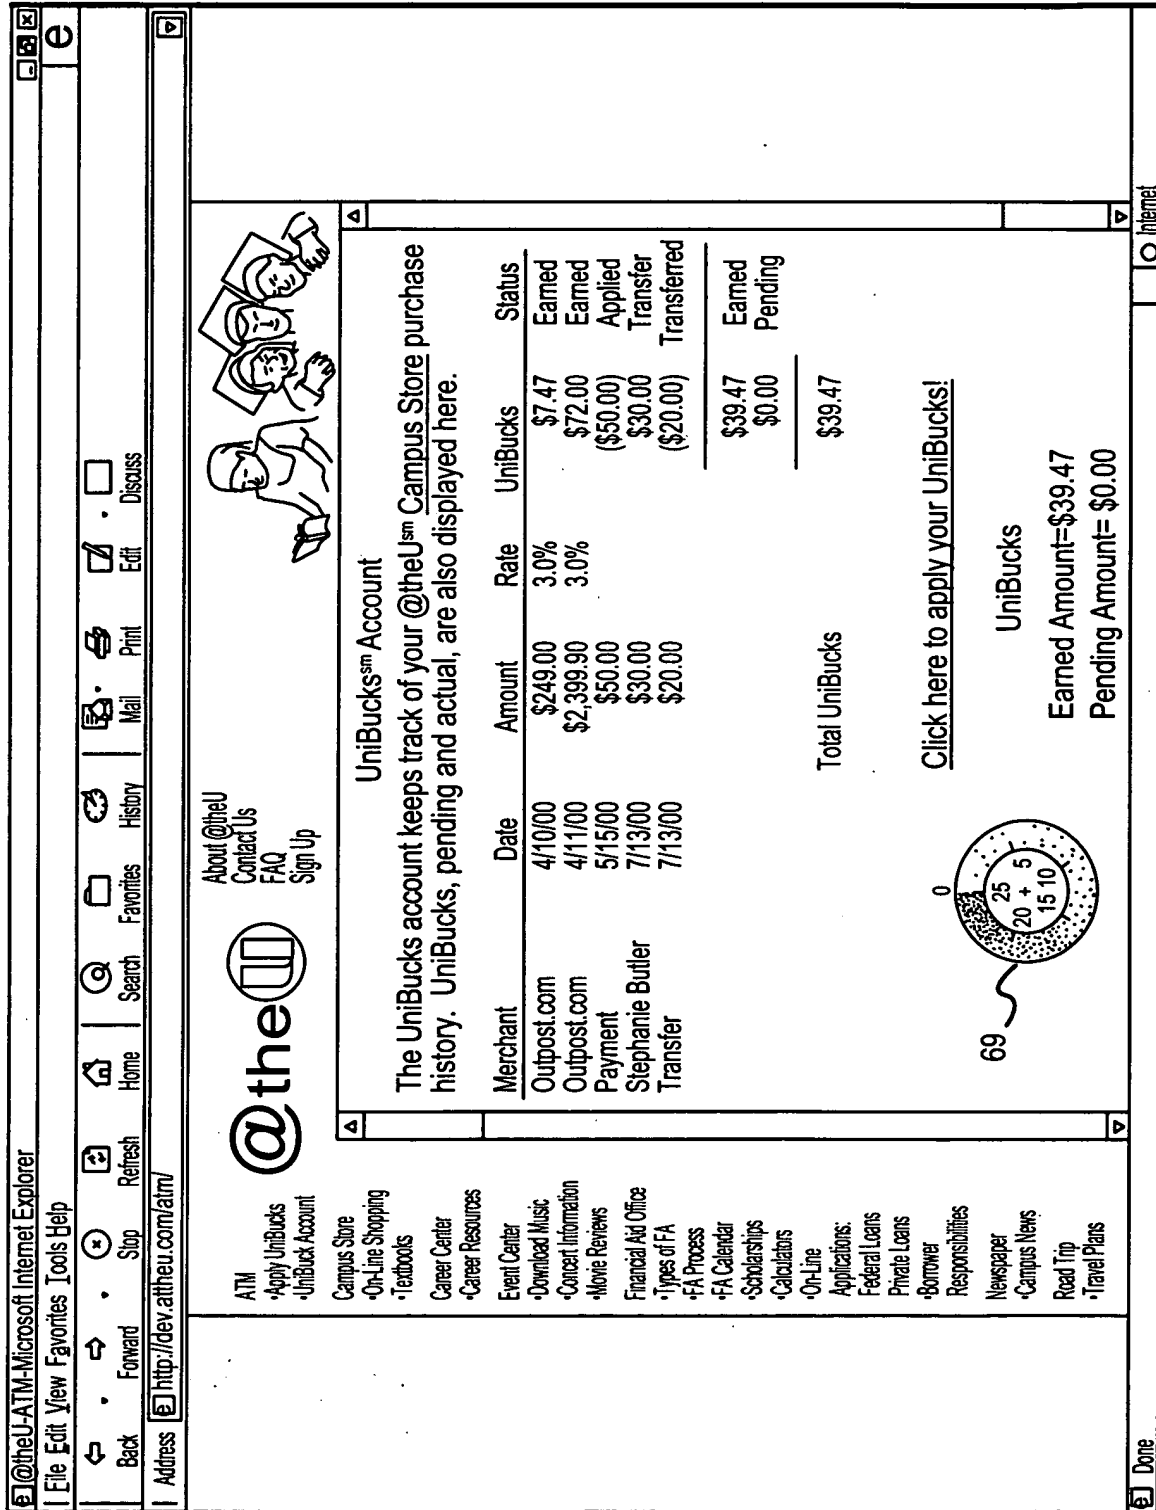 @theU-ATM-Microsoft Internet Explorer
File Edit View Favorites Tools Help
Back Forward Stop Refresh Home Search Favorites History Mail Print Edit Discuss
Address http://dev.attheu.com/atm/
@theU
About @theU
Contact Us
FAQ
Sign Up
ATM
•Apply UniBucks
•UniBuck Account
Campus Store
•On-Line Shopping
•Textbooks
Career Center
•Career Resources
Event Center
•Download Music
•Concert Information
•Movie Reviews
Financial Aid Office
•Types of FA
•FA Process
•FA Calendar
•Scholarships
•Calculators
•On-Line
Applications:
Federal Loans
Private Loans
•Borrower
Responsibilities
Newspaper
•Campus News
Road Trip
•Travel Plans
UniBucks℠ Account
The UniBucks account keeps track of your @theU℠ Campus Store purchase
history. UniBucks, pending and actual, are also displayed here.
Merchant Date Amount Rate UniBucks Status
Outpost.com 4/10/00 $249.00 3.0% $7.47 Earned
Outpost.com 4/11/00 $2,399.90 3.0% $72.00 Earned
Payment 5/15/00 $50.00 ($50.00) Applied
Stephanie Butler 7/13/00 $30.00 $30.00 Transfer
Transfer 7/13/00 $20.00 ($20.00) Transferred
$39.47 Earned
$0.00 Pending
Total UniBucks $39.47
Click here to apply your UniBucks!
69
0
25
20 + 5
15 10
UniBucks
Earned Amount=$39.47
Pending Amount= $0.00
Done Internet